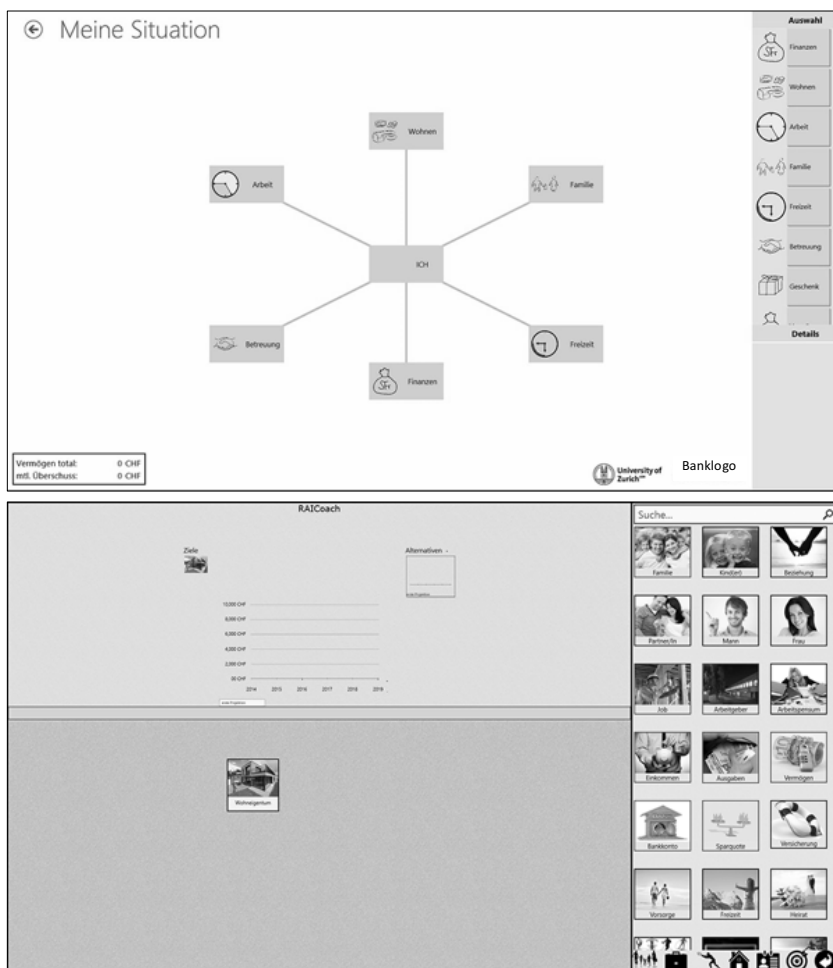 Meine Situation
Auswahl
Finanzen
Wohnen
Arbeit
Familie
Freizeit
Betreuung
Geschenk
Details
Wohnen
Arbeit
Familie
ICH
Betreuung
Freizeit
SFr
Finanzen
SFr
Vermögen total: 0 CHF
mtl. Überschuss: 0 CHF
University of
Zurich
Banklogo
RAICoach
Ziele
Alternativen -
10,000 CHF
8,000 CHF
6,000 CHF
4,000 CHF
2,000 CHF
00 CHF
2014 2015 2016 2017 2018 2019
Wohneigentum
Suche...
Familie Kind(er) Beziehung
Partner/In Mann Frau
Job Arbeitgeber Arbeitspensum
Einkommen Ausgaben Vermögen
Bankkonto Sparquote Versicherung
Vorsorge Freizeit Heirat